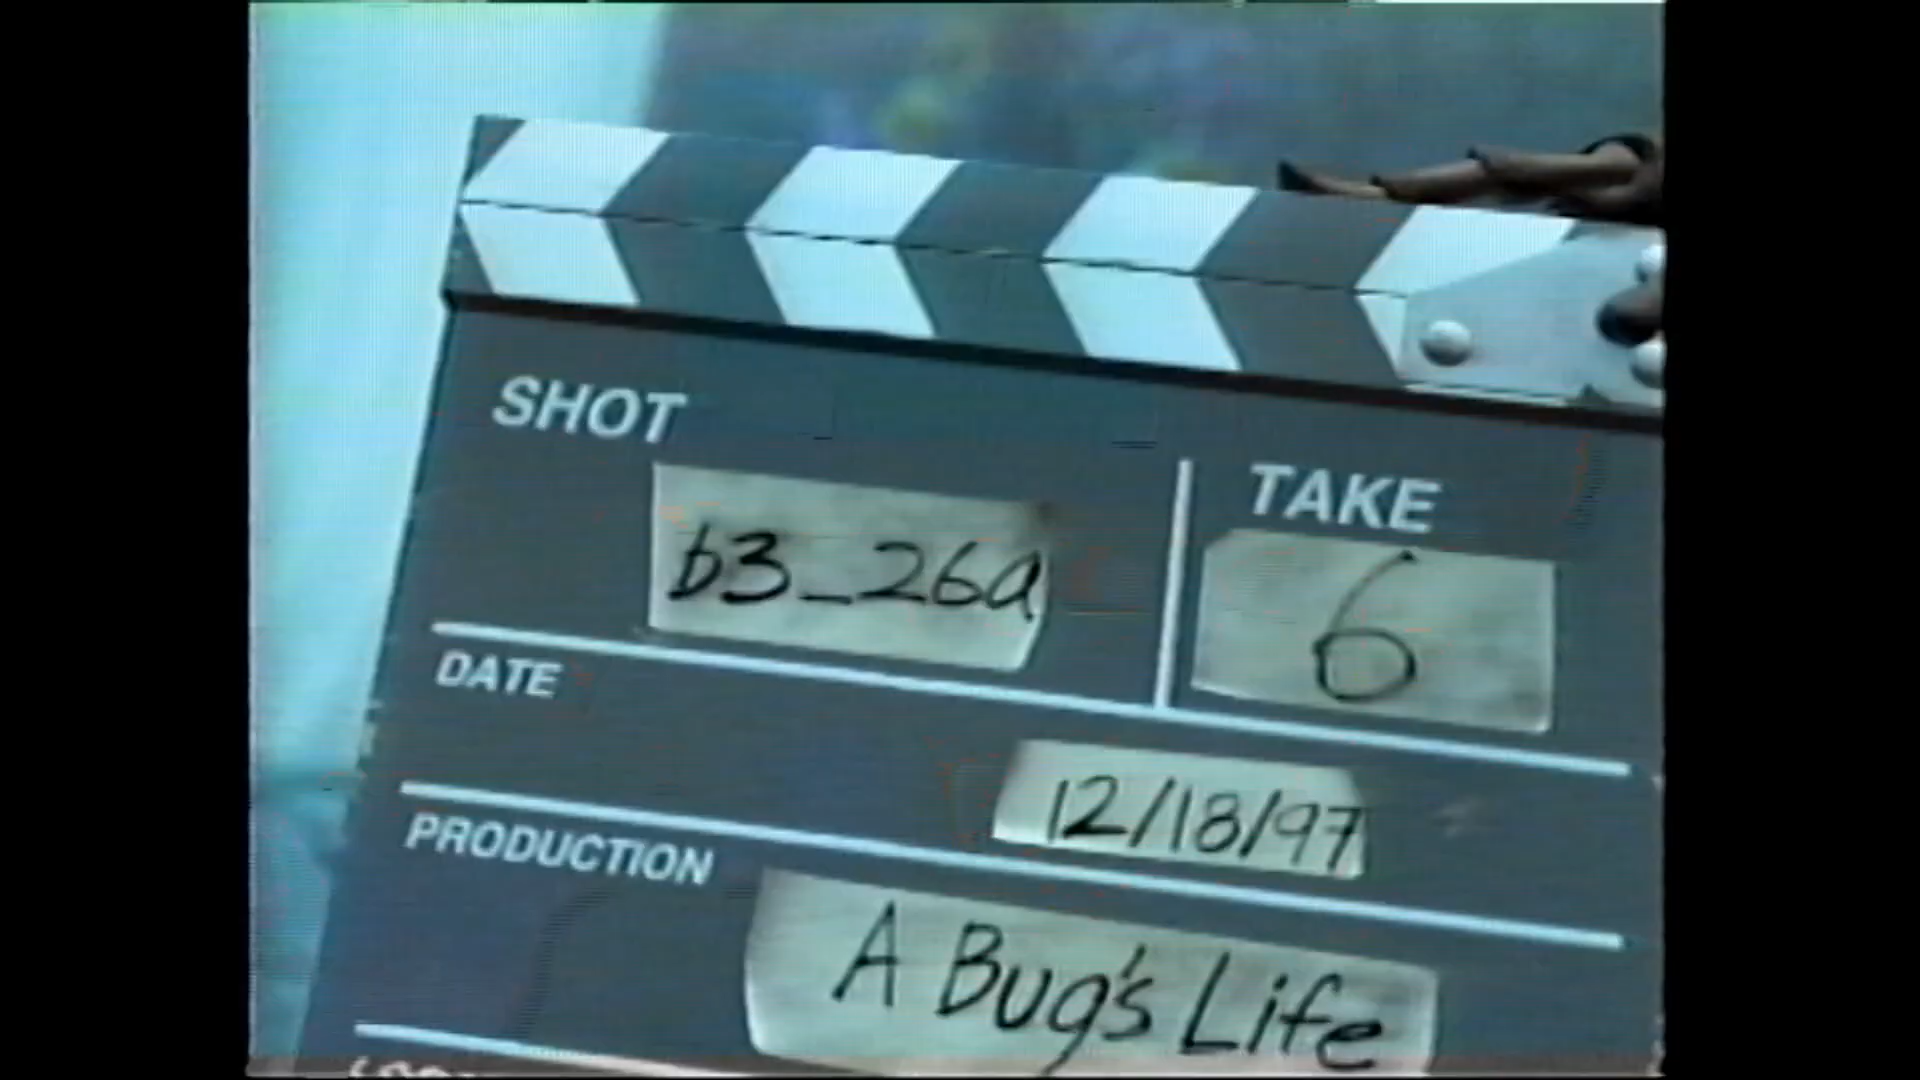 SHOT
TAKE
b3_26a
6
DATE
12/18/97
PRODUCTION
A Bug's Life